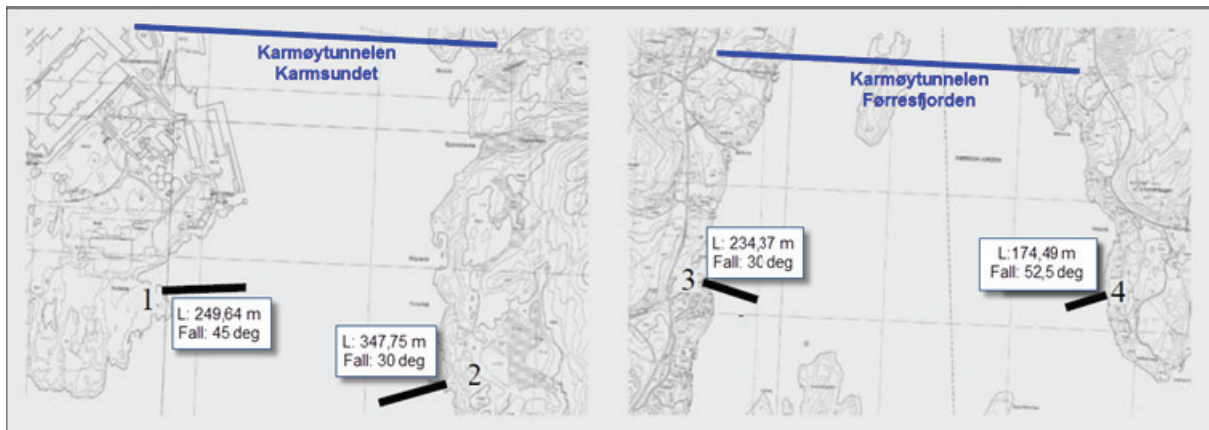 Karmøytunnelen
Karmsundet
1
L: 249,64 m
Fall: 45 deg
L: 347,75 m
Fall: 30 deg
2
Karmøytunnelen
Førresfjorden
3
L: 234,37 m
Fall: 30 deg
L:174,49 m
Fall: 52,5 deg
4